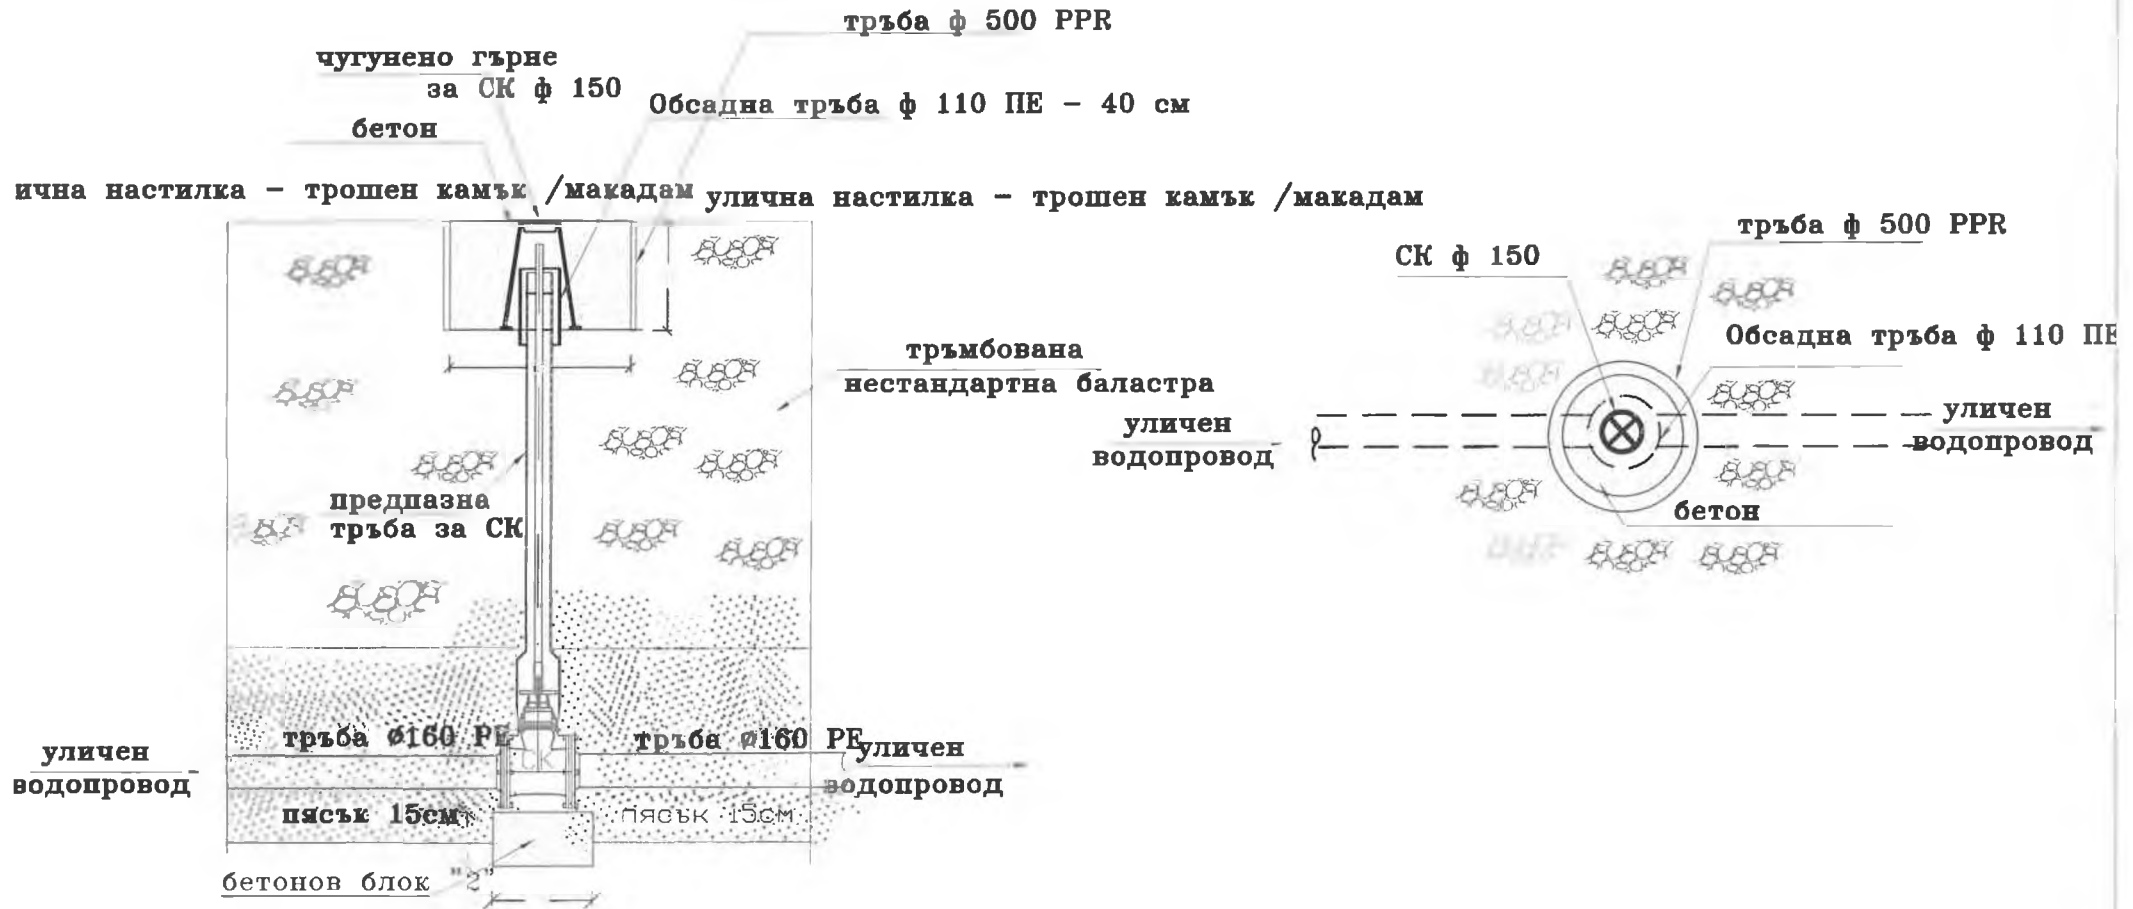 тръба ф 500 PPR
чугунено гърне
за СК ф 150
Обсадна тръба ф 110 ПЕ - 40 см
бетон
ична настилка - трошен камък /макадам
улична настилка - трошен камък /макадам
тръмбована
нестандартна баластра
предпазна
тръба за СК
тръба ø160 PE
тръба ø160 PE
СК
уличен
водопровод
уличен
водопровод
пясък 15см
пясък 15см
бетонов блок "2"
тръба ф 500 PPR
СК ф 150
Обсадна тръба ф 110 ПЕ
уличен
водопровод
уличен
водопровод
бетон